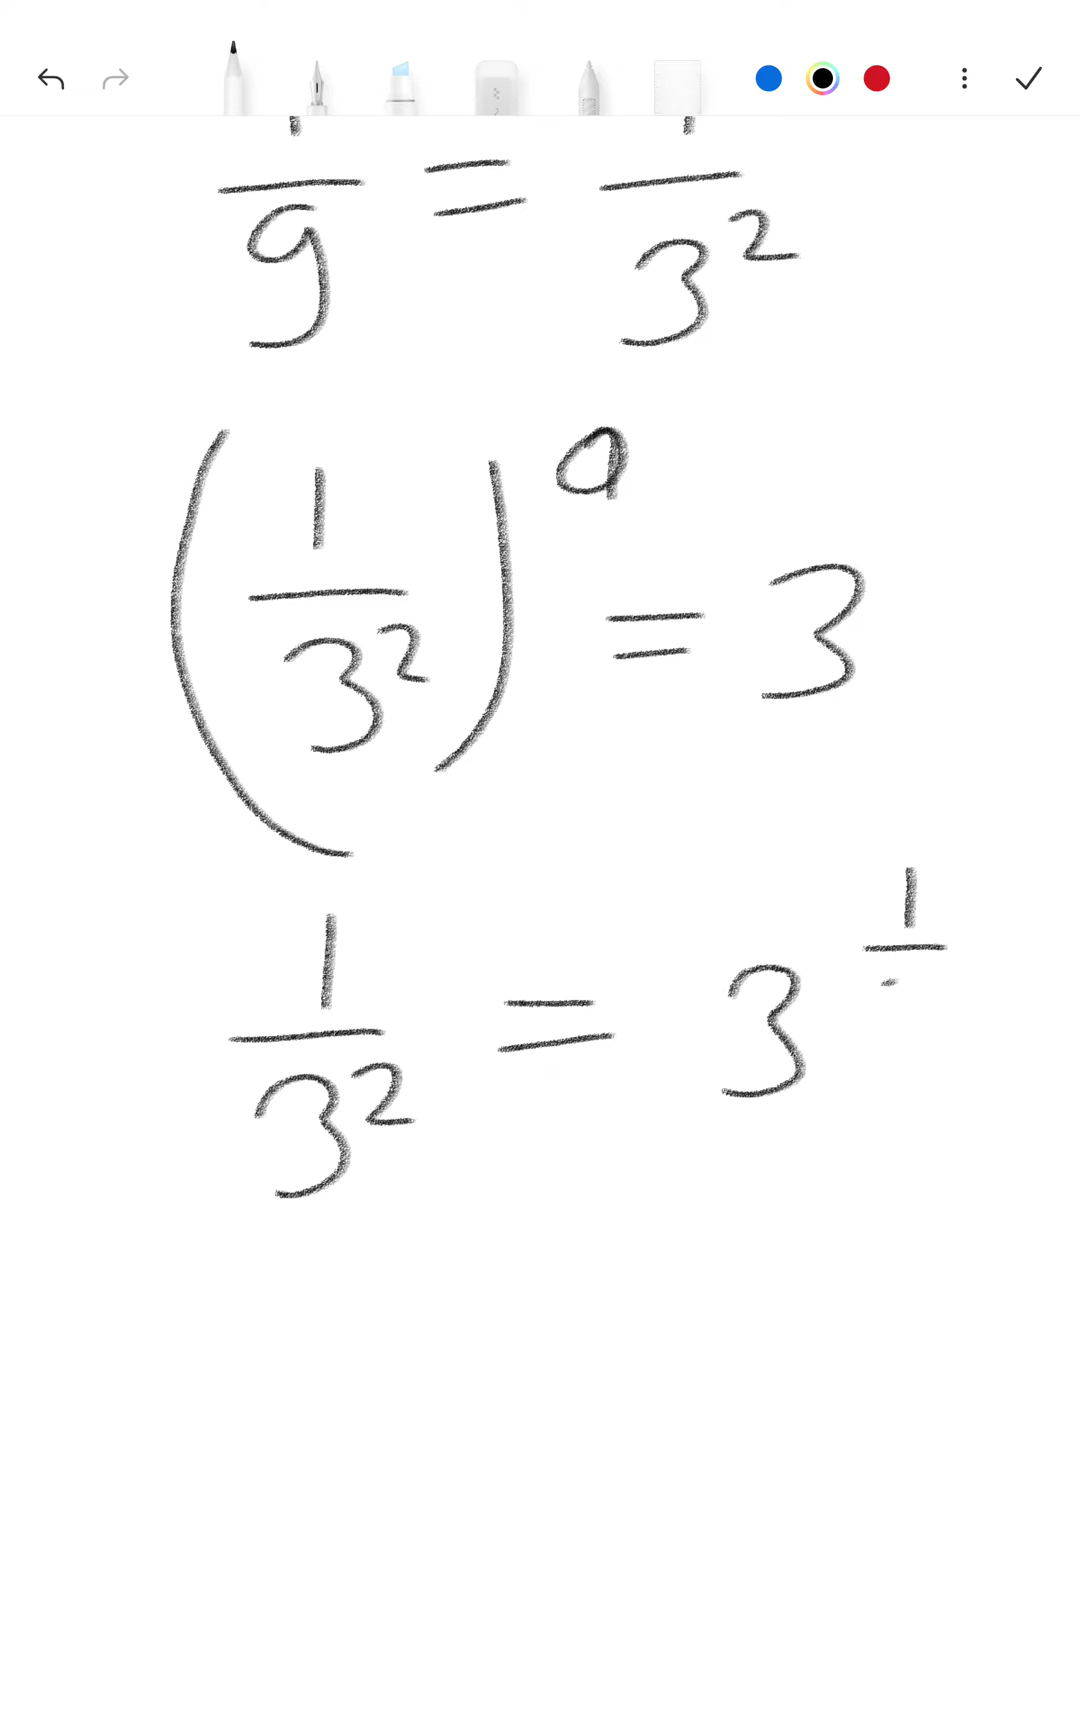 1/9 = 1/3²
(1/3²)^a = 3
1/3² = 3^(1/